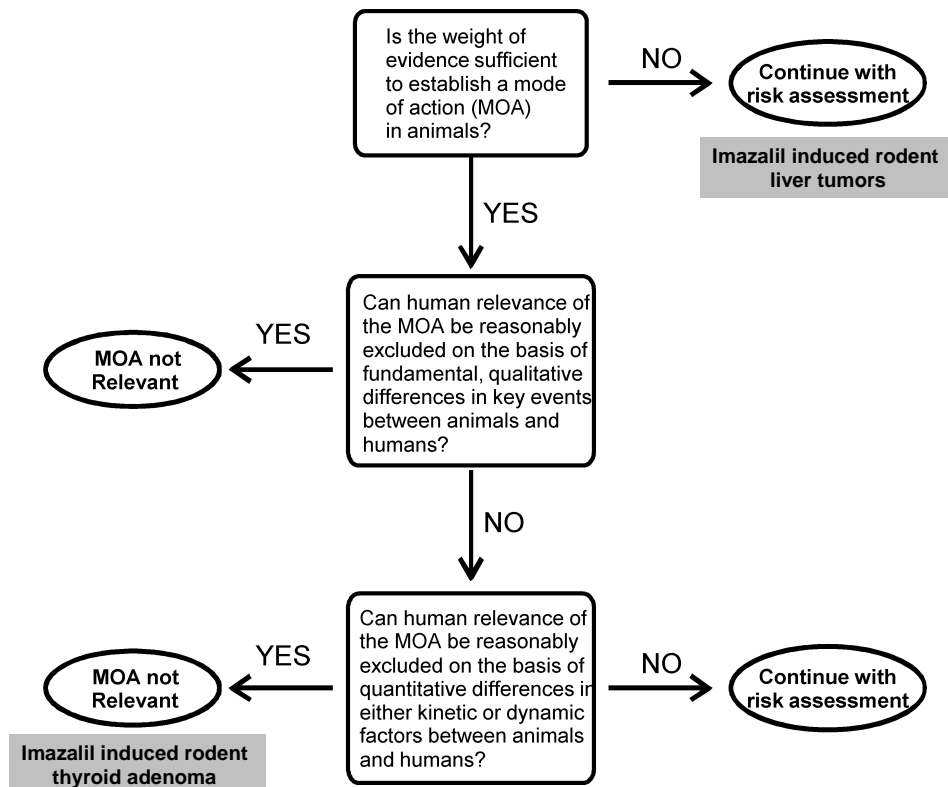 Is the weight of
evidence sufficient
to establish a mode
of action (MOA)
in animals?
NO
Continue with
risk assessment
Imazalil induced rodent
liver tumors
YES
Can human relevance of
the MOA be reasonably
excluded on the basis of
fundamental, qualitative
differences in key events
between animals and
humans?
YES
MOA not
Relevant
NO
Can human relevance of
the MOA be reasonably
excluded on the basis of
quantitative differences in
either kinetic or dynamic
factors between animals
and humans?
YES
MOA not
Relevant
Imazalil induced rodent
thyroid adenoma
NO
Continue with
risk assessment